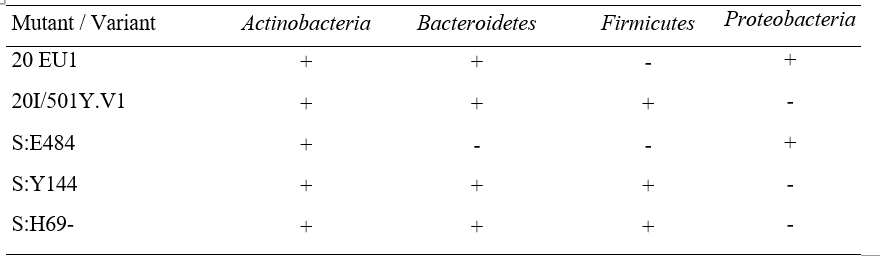 Mutant / Variant Actinobacteria Bacteroidetes Firmicutes Proteobacteria
20 EU1 + + - +
20I/501Y.V1 + + + -
S:E484 + - - +
S:Y144 + + + -
S:H69- + + + -